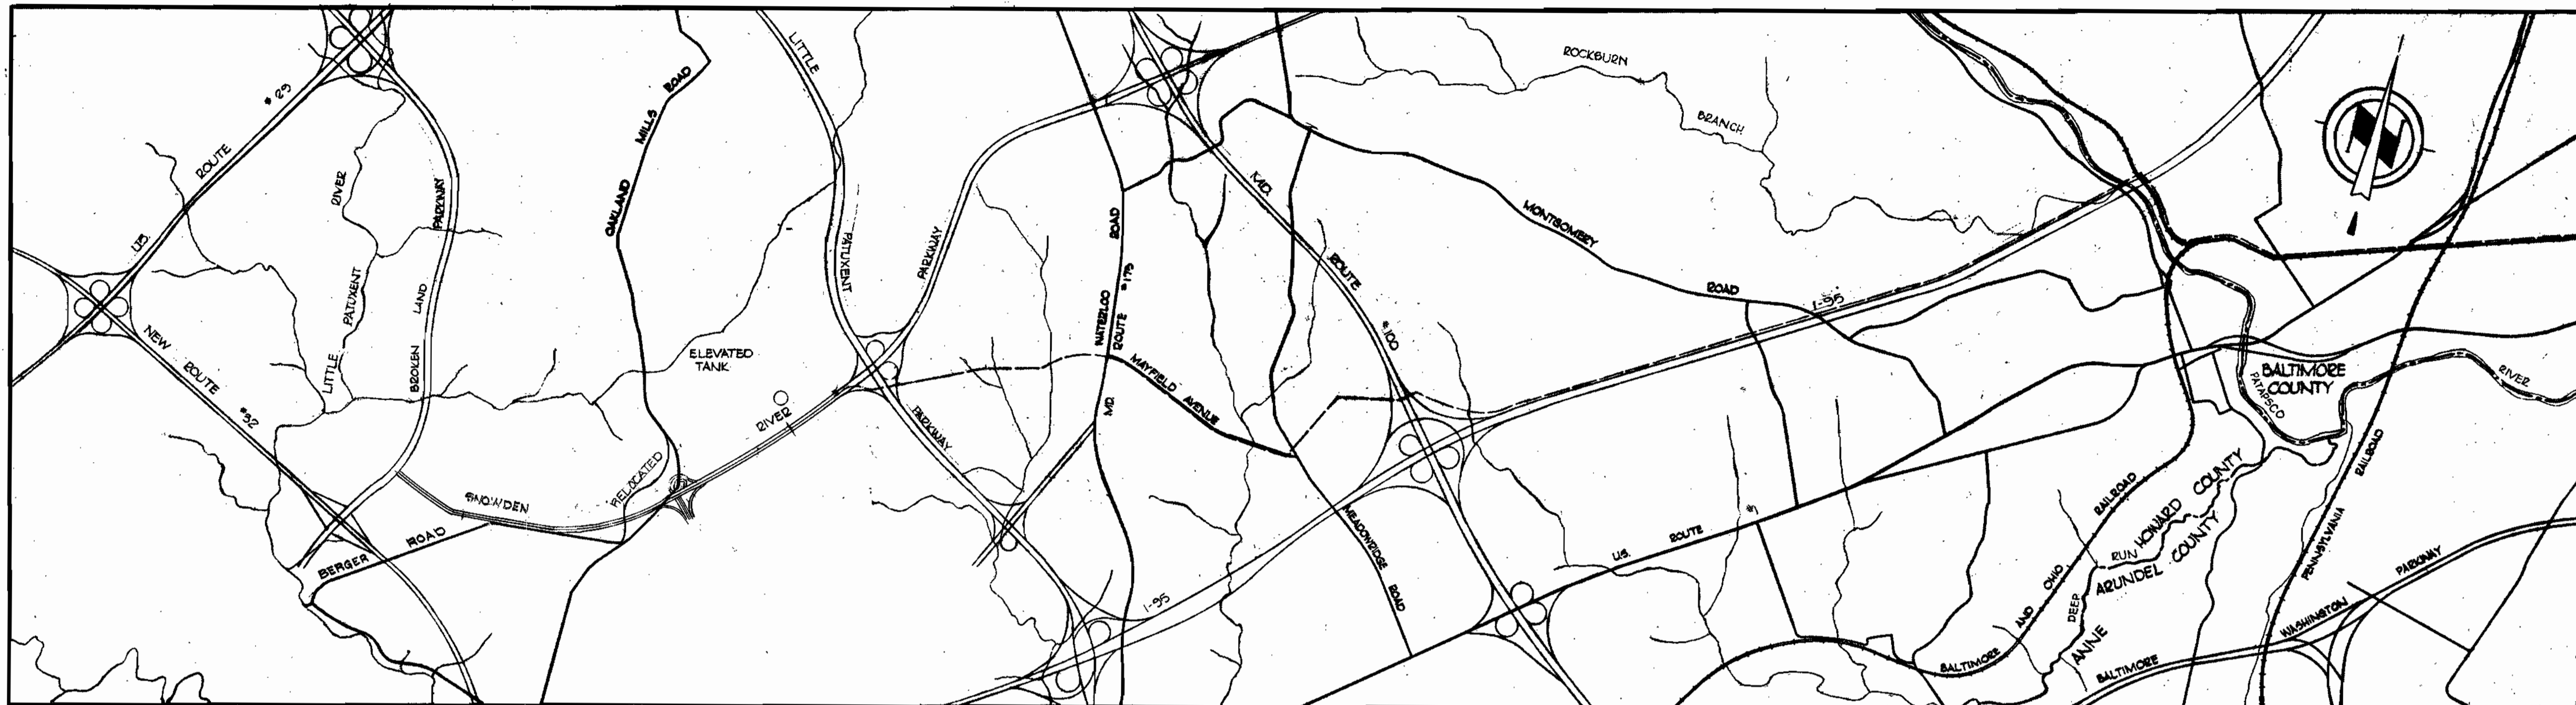 U.S. ROUTE # 29
NEW ROUTE #32
LITTLE PATUXENT RIVER
BROKEN LAND PARKWAY
OAKLAND MILLS ROAD
LITTLE PATUXENT PARKWAY
SNOWDEN RIVER PARKWAY
BERGER ROAD
RELOCATED
ELEVATED
TANK
WATERLOO ROAD
MD. ROUTE #175
MAYFIELD AVENUE
MD. ROUTE #100
I-95
MEADOWRIDGE ROAD
ROCKBURN BRANCH
MONTGOMERY ROAD
I-95
U.S. ROUTE #1
BALTIMORE AND OHIO RAILROAD
DEEP RUN
HOWARD COUNTY
ANNE ARUNDEL COUNTY
BALTIMORE
COUNTY
PATAPSCO RIVER
PENNSYLVANIA RAILROAD
BALTIMORE WASHINGTON PARKWAY
N